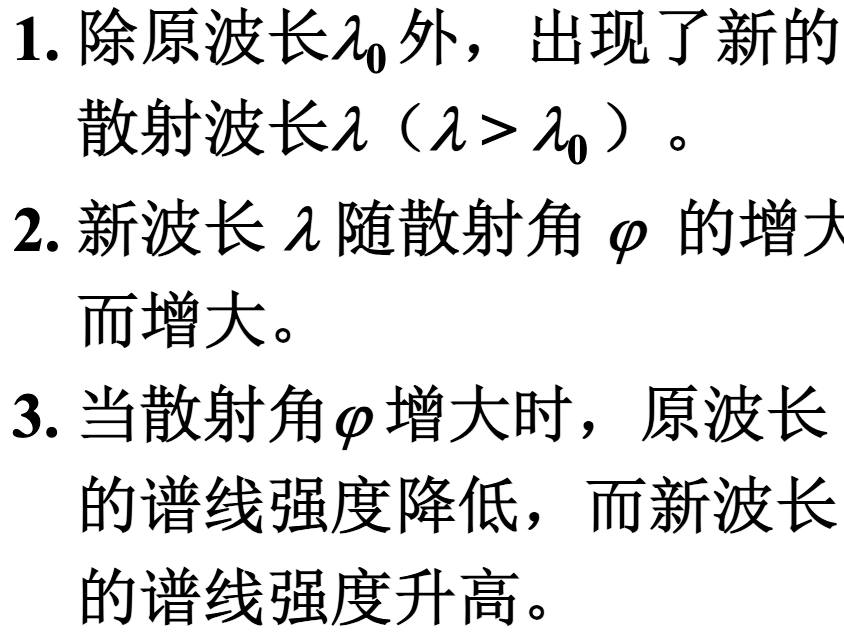 1. 除原波长λ₀外，出现了新的
散射波长λ（λ > λ₀）。
2. 新波长 λ 随散射角 φ 的增大
而增大。
3. 当散射角φ增大时，原波长
的谱线强度降低，而新波长
的谱线强度升高。